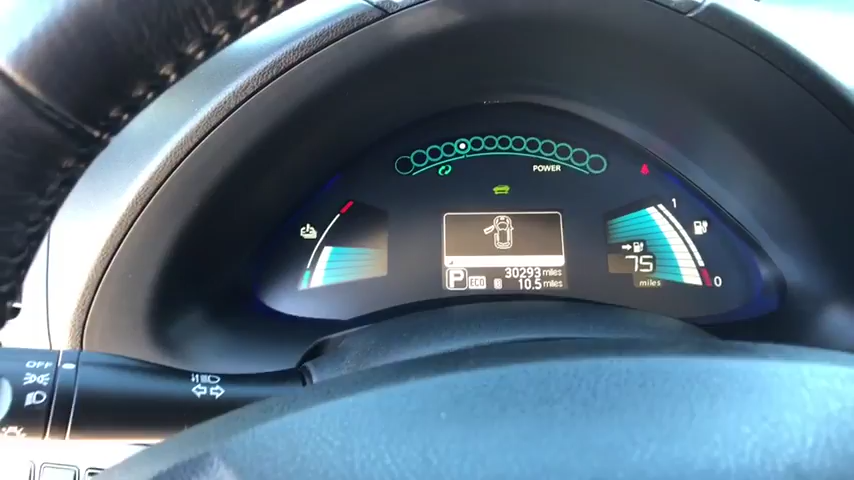 POWER
1
75
miles
0
30293 miles
P ECO B 10.5 miles
OFF